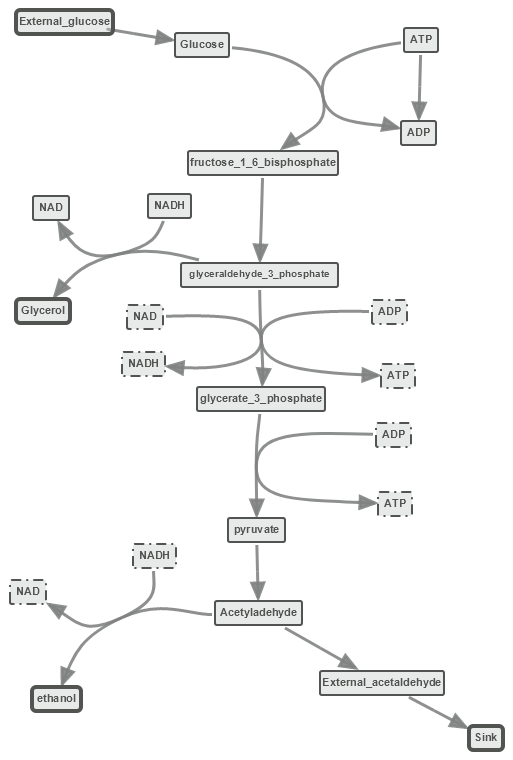 External_glucose
Glucose
ATP
ADP
fructose_1_6_bisphosphate
NAD
NADH
glyceraldehyde_3_phosphate
Glycerol
NAD
ADP
NADH
ATP
glycerate_3_phosphate
ADP
ATP
pyruvate
NADH
NAD
Acetyladehyde
External_acetaldehyde
ethanol
Sink